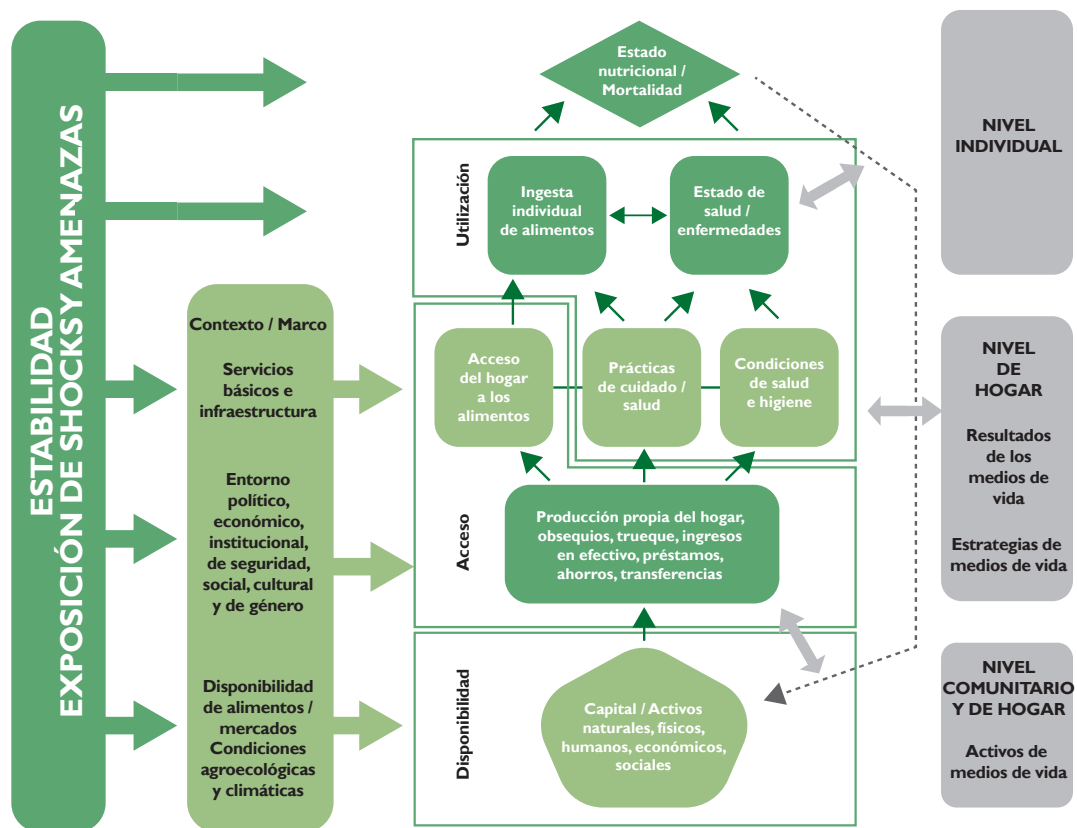 ESTABILIDAD
EXPOSICIÓN DE SHOCKS Y AMENAZAS
Contexto / Marco
Servicios
básicos e
infraestructura
Entorno
político,
económico,
institucional,
de seguridad,
social, cultural
y de género
Disponibilidad
de alimentos /
mercados
Condiciones
agroecológicas
y climáticas
Estado
nutricional /
Mortalidad
Utilización
Ingesta
individual
de alimentos
Estado de
salud /
enfermedades
Acceso
del hogar
a los
alimentos
Prácticas
de cuidado /
salud
Condiciones
de salud
e higiene
Acceso
Producción propia del hogar,
obsequios, trueque, ingresos
en efectivo, préstamos,
ahorros, transferencias
Disponibilidad
Capital / Activos
naturales, físicos,
humanos, económicos,
sociales
NIVEL
INDIVIDUAL
NIVEL
DE
HOGAR
Resultados
de los
medios de
vida
Estrategias de
medios de vida
NIVEL
COMUNITARIO
Y DE HOGAR
Activos de
medios de vida